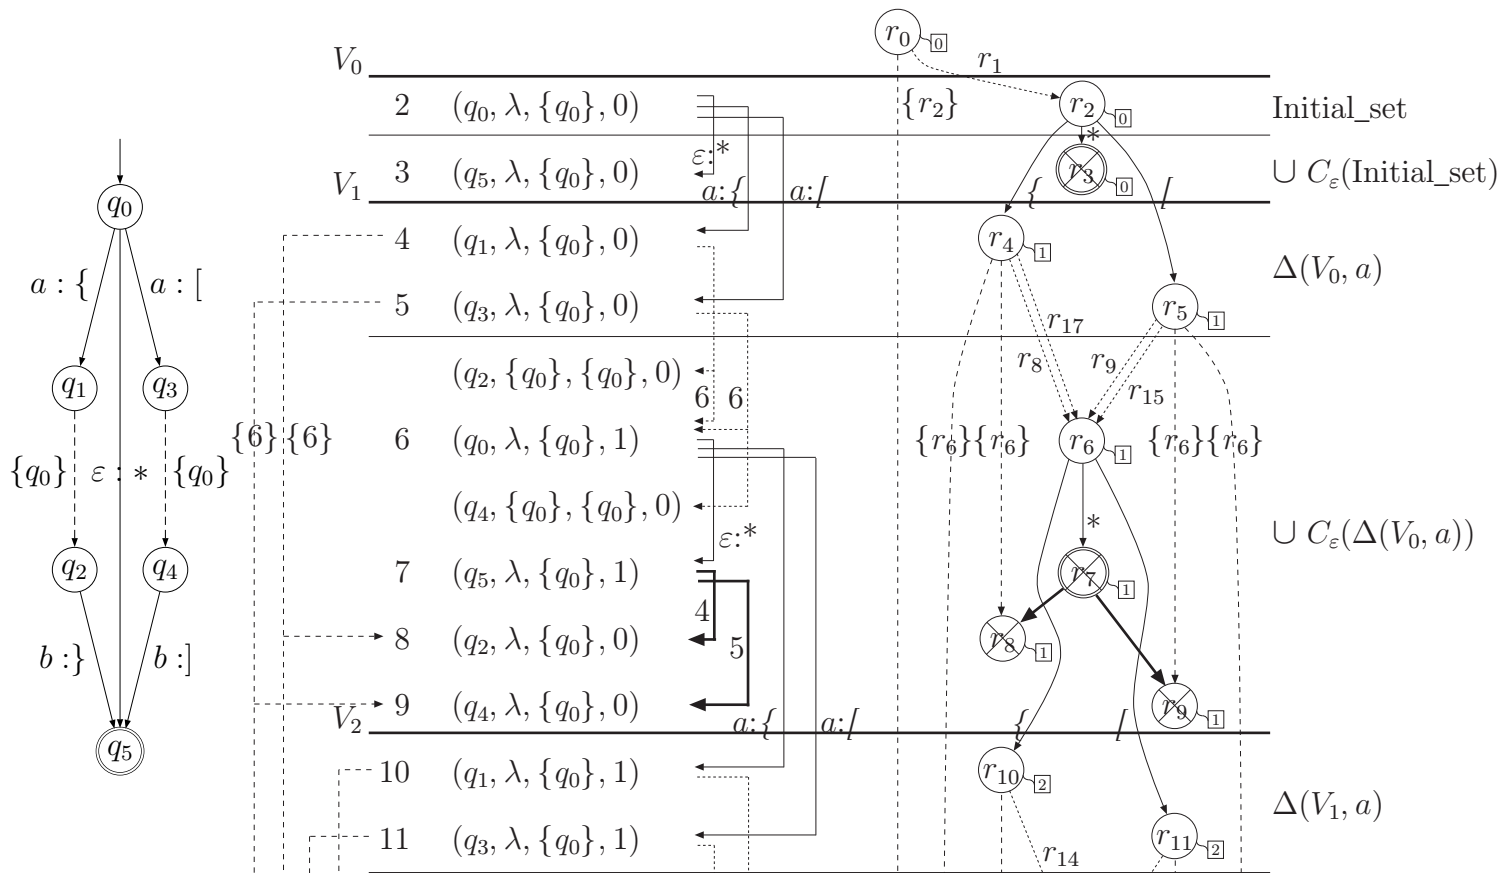 r0 0
V0
r1
2 (q0, λ, {q0}, 0) {r2} r2 0 Initial_set
ε:* *
3 (q5, λ, {q0}, 0) r3 0 ∪ Cε(Initial_set)
V1
a:{ a:[ { [
q0
4 (q1, λ, {q0}, 0) r4 1
Δ(V0, a)
a : { a : [
5 (q3, λ, {q0}, 0) r5 1
r17
r8 r9
(q2, {q0}, {q0}, 0)
q1 q3
6 6 r15
{6} {6} 6 (q0, λ, {q0}, 1) {r6} {r6} r6 1 {r6} {r6}
{q0} ε : * {q0}
(q4, {q0}, {q0}, 0)
ε:* *
∪ Cε(Δ(V0, a))
q2 q4
7 (q5, λ, {q0}, 1) r7 1
4
8 (q2, λ, {q0}, 0) r8 1
5
b :} b :]
9 (q4, λ, {q0}, 0) r9 1
V2
a:{ a:[ { [
q5
10 (q1, λ, {q0}, 1) r10 2
Δ(V1, a)
11 (q3, λ, {q0}, 1) r11 2
r14